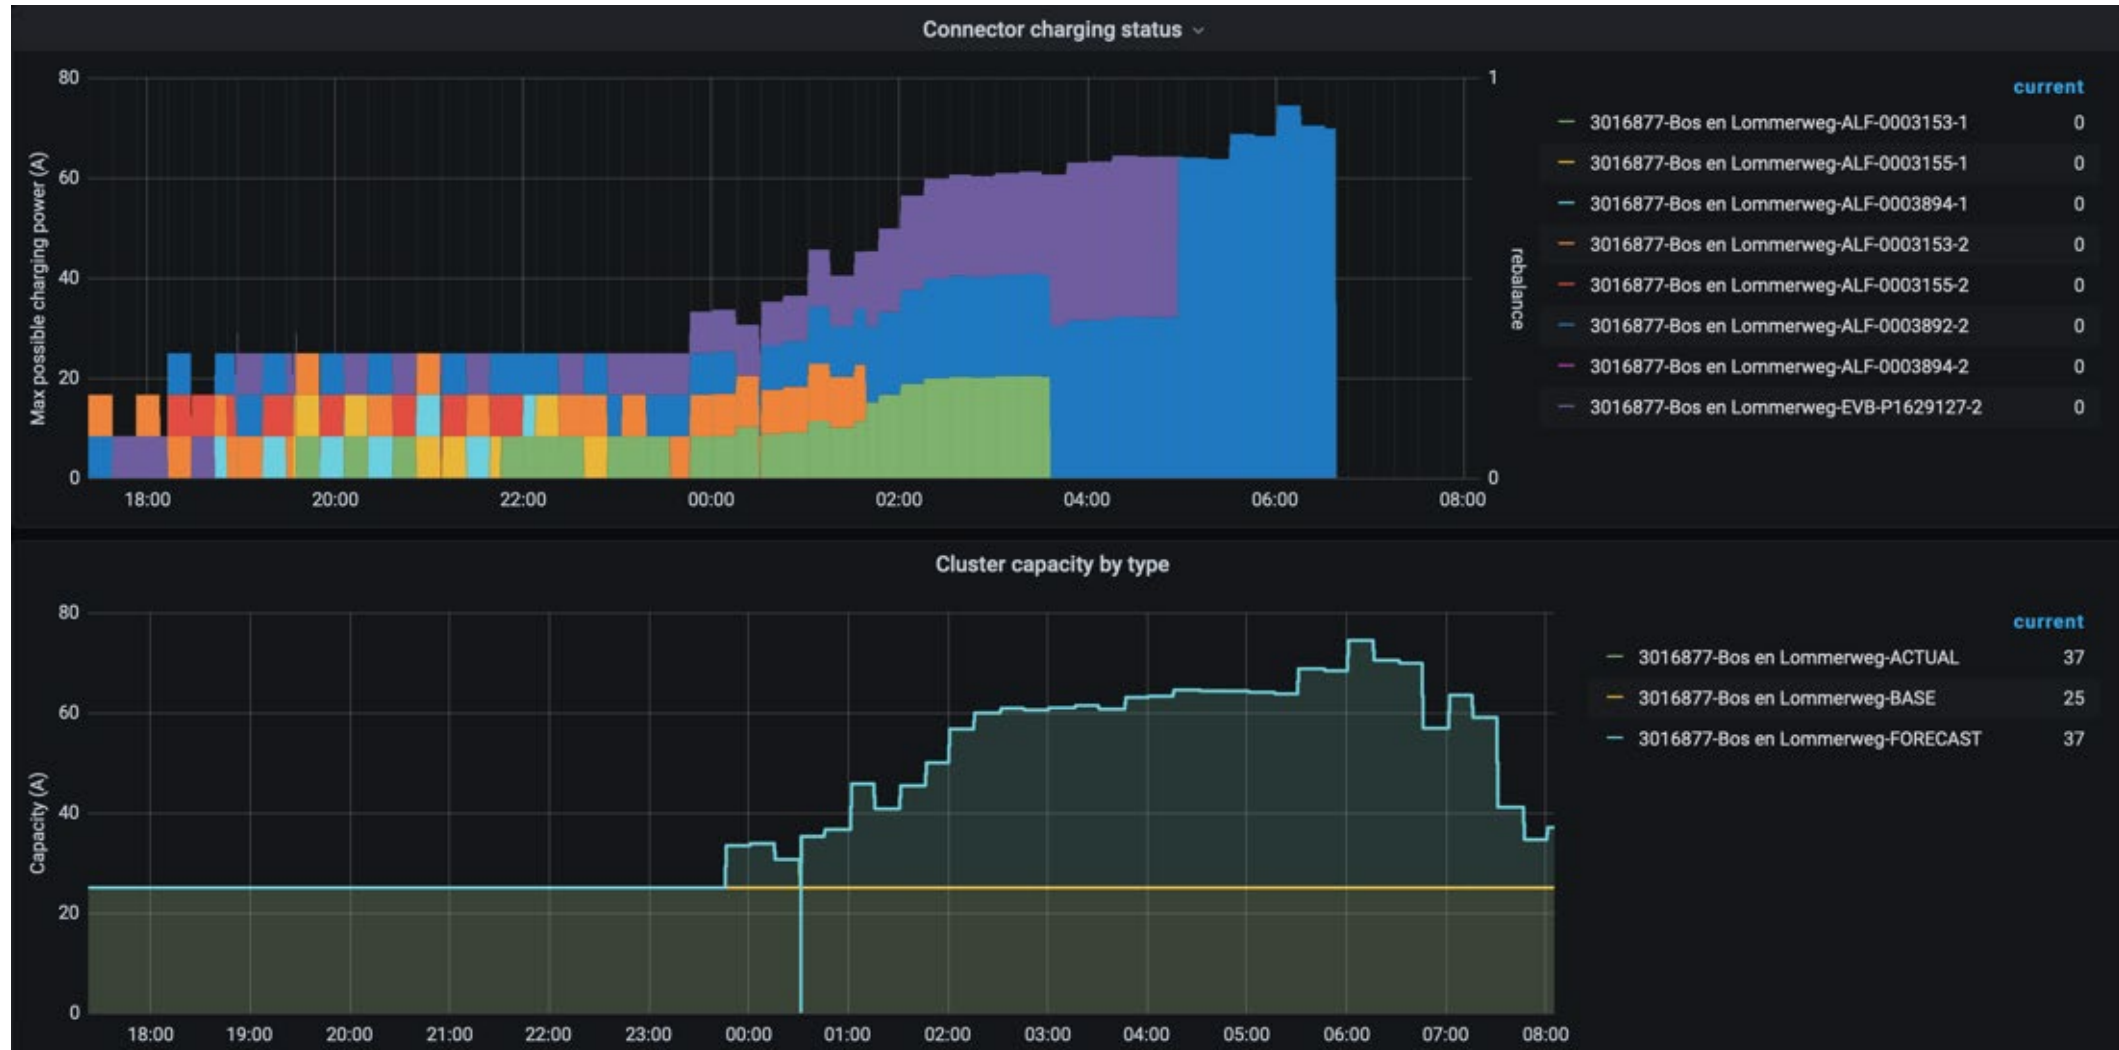 Connector charging status
80
60
40
20
0
Max possible charging power (A)
1
0
rebalance
18:00 20:00 22:00 00:00 02:00 04:00 06:00 08:00
current
3016877-Bos en Lommerweg-ALF-0003153-1 0
3016877-Bos en Lommerweg-ALF-0003155-1 0
3016877-Bos en Lommerweg-ALF-0003894-1 0
3016877-Bos en Lommerweg-ALF-0003153-2 0
3016877-Bos en Lommerweg-ALF-0003155-2 0
3016877-Bos en Lommerweg-ALF-0003892-2 0
3016877-Bos en Lommerweg-ALF-0003894-2 0
3016877-Bos en Lommerweg-EVB-P1629127-2 0
Cluster capacity by type
80
60
40
20
0
Capacity (A)
18:00 19:00 20:00 21:00 22:00 23:00 00:00 01:00 02:00 03:00 04:00 05:00 06:00 07:00 08:00
current
3016877-Bos en Lommerweg-ACTUAL 37
3016877-Bos en Lommerweg-BASE 25
3016877-Bos en Lommerweg-FORECAST 37